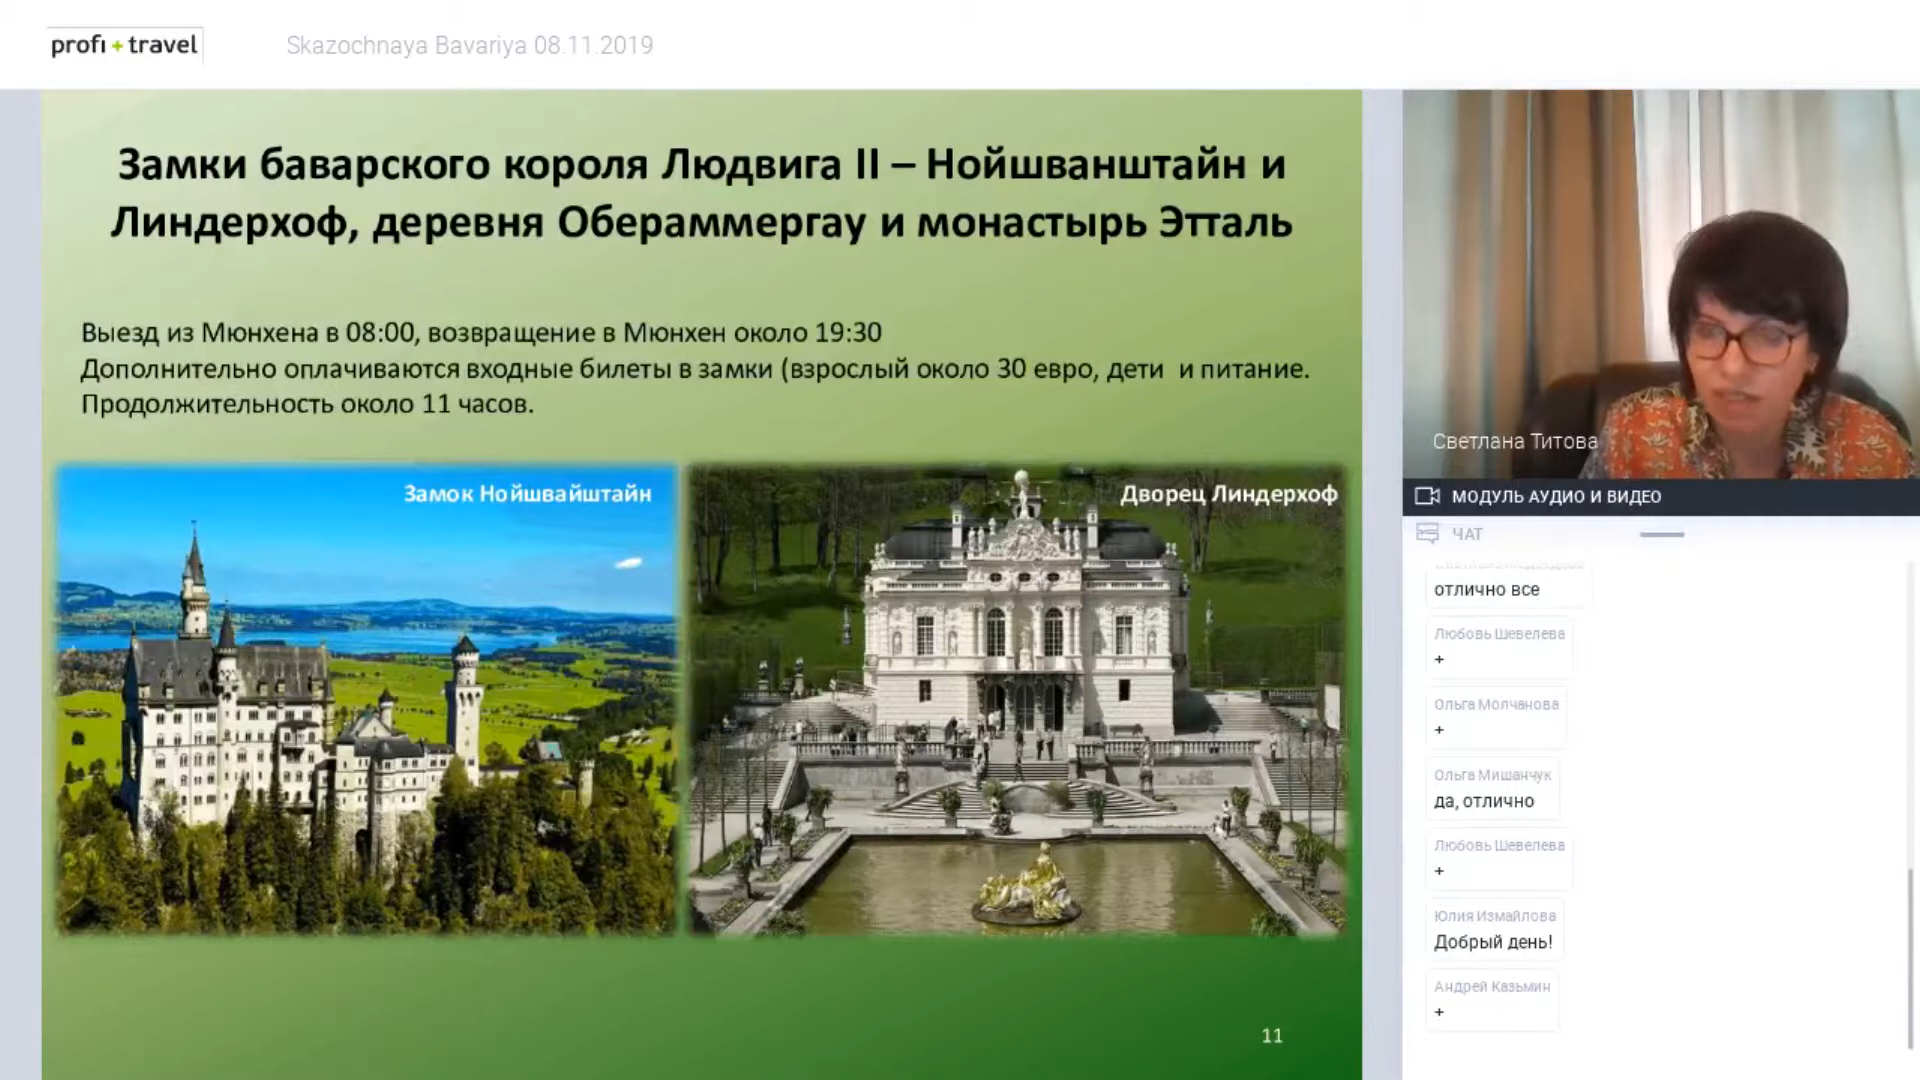 profi + travel
Skazochnaya Bavariya 08.11.2019
Замки баварского короля Людвига II – Нойшванштайн и
Линдерхоф, деревня Обераммергау и монастырь Этталь
Выезд из Мюнхена в 08:00, возвращение в Мюнхен около 19:30
Дополнительно оплачиваются входные билеты в замки (взрослый около 30 евро, дети  и питание.
Продолжительность около 11 часов.
Замок Нойшвайштайн
Дворец Линдерхоф
11
Светлана Титова
МОДУЛЬ АУДИО И ВИДЕО
ЧАТ
отлично все
Любовь Шевелева
+
Ольга Молчанова
+
Ольга Мишанчук
да, отлично
Любовь Шевелева
+
Юлия Измайлова
Добрый день!
Андрей Казьмин
+